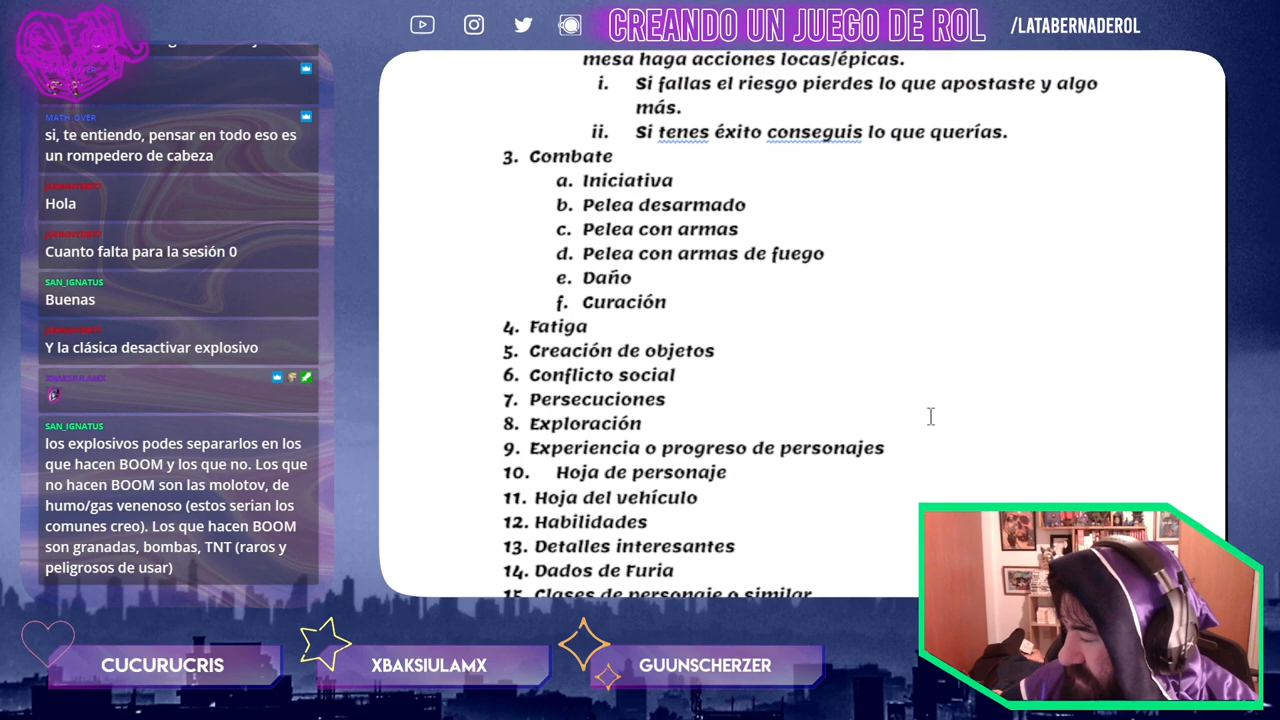 CREANDO UN JUEGO DE ROL
/LATABERNADEROL
MATH_OVER
si, te entiendo, pensar en todo eso es
un rompedero de cabeza
Hola
Cuanto falta para la sesión 0
SAN_IGNATUS
Buenas
Y la clásica desactivar explosivo
XBAKSIULAMX
SAN_IGNATUS
los explosivos podes separarlos en los
que hacen BOOM y los que no. Los que
no hacen BOOM son las molotov, de
humo/gas venenoso (estos serian los
comunes creo). Los que hacen BOOM
son granadas, bombas, TNT (raros y
peligrosos de usar)
mesa haga acciones locas/épicas.
i. Si fallas el riesgo pierdes lo que apostaste y algo
más.
ii. Si tenes éxito conseguis lo que querías.
3. Combate
a. Iniciativa
b. Pelea desarmado
c. Pelea con armas
d. Pelea con armas de fuego
e. Daño
f. Curación
4. Fatiga
5. Creación de objetos
6. Conflicto social
7. Persecuciones
8. Exploración
9. Experiencia o progreso de personajes
10. Hoja de personaje
11. Hoja del vehículo
12. Habilidades
13. Detalles interesantes
14. Dados de Furia
15. Clases de personaje o similar
CUCURUCRIS
XBAKSIULAMX
GUUNSCHERZER